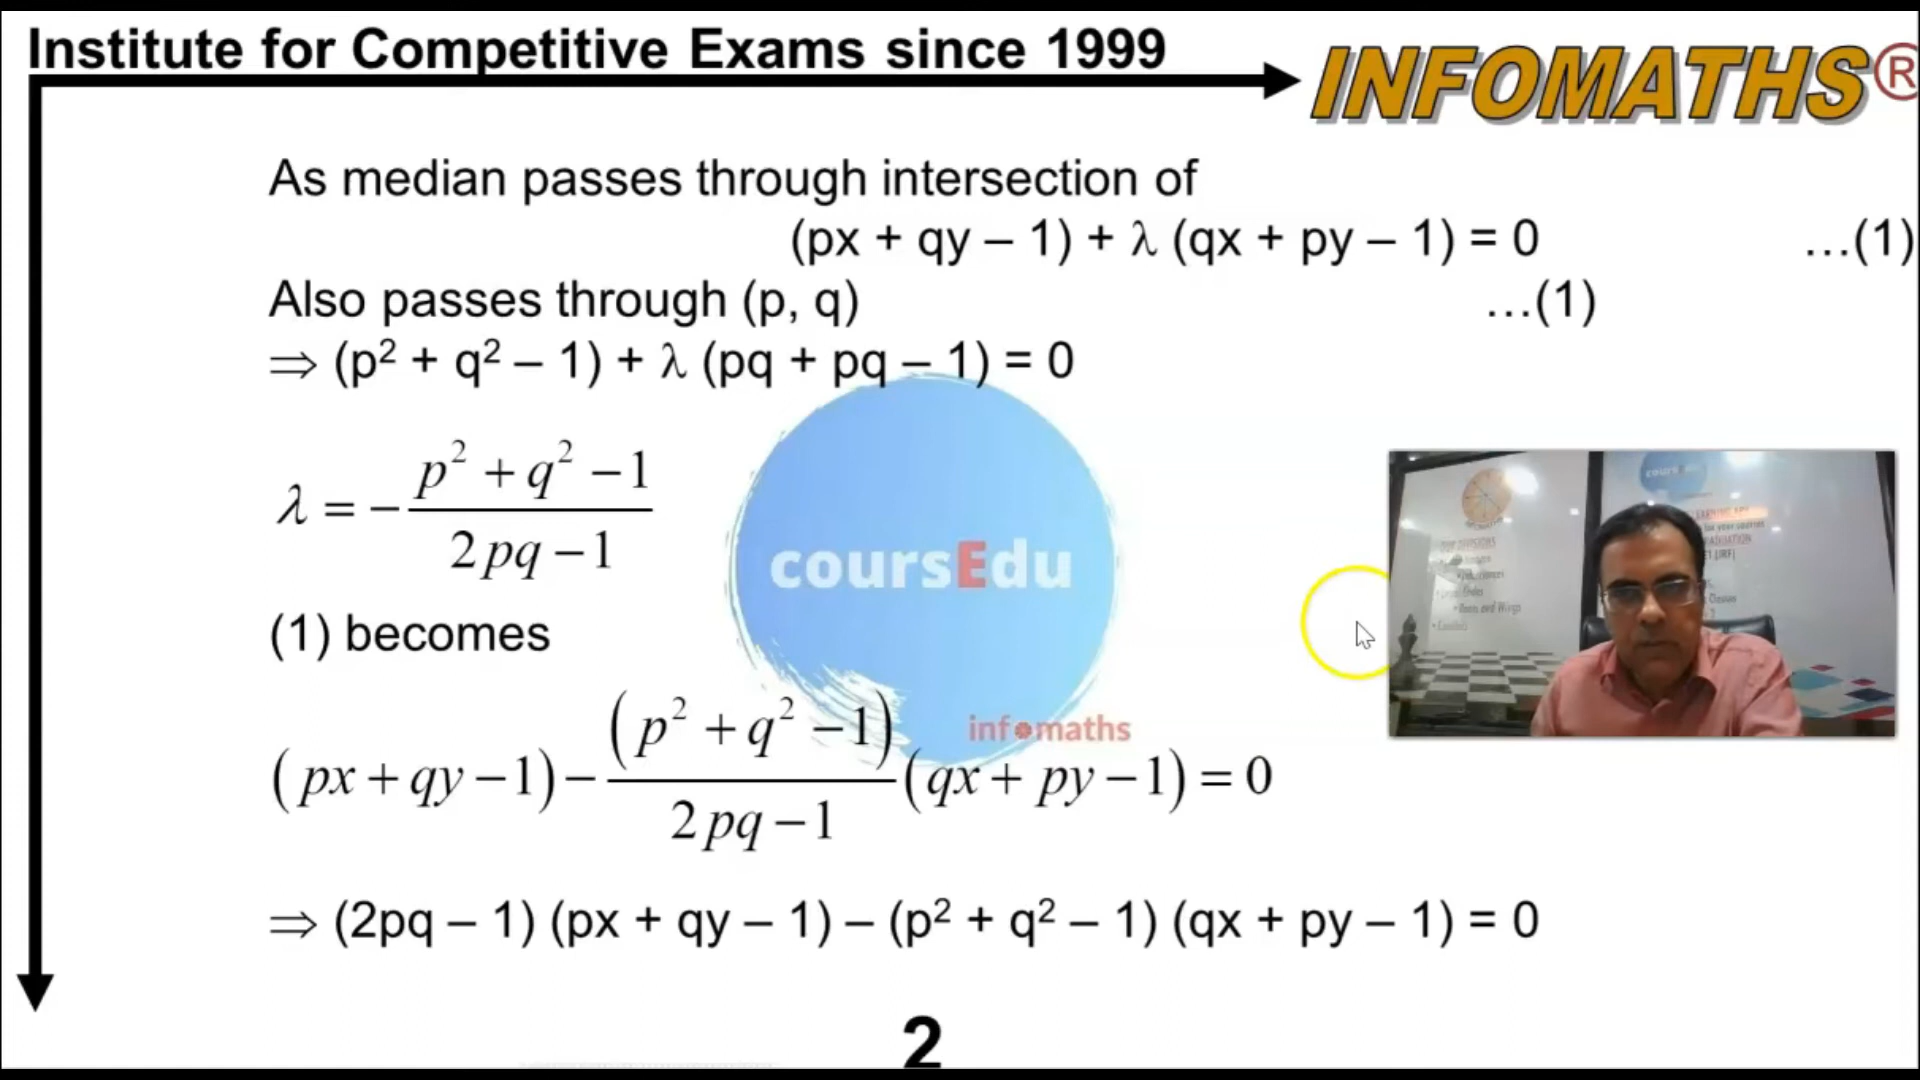 Institute for Competitive Exams since 1999
INFOMATHS®
As median passes through intersection of
(px + qy – 1) + λ (qx + py – 1) = 0 …(1)
Also passes through (p, q) …(1)
⇒ (p² + q² – 1) + λ (pq + pq – 1) = 0
λ = – (p² + q² – 1) / (2pq – 1)
(1) becomes
(px + qy – 1) – (p² + q² – 1) / (2pq – 1) (qx + py – 1) = 0
⇒ (2pq – 1) (px + qy – 1) – (p² + q² – 1) (qx + py – 1) = 0
coursEdu
infomaths
2